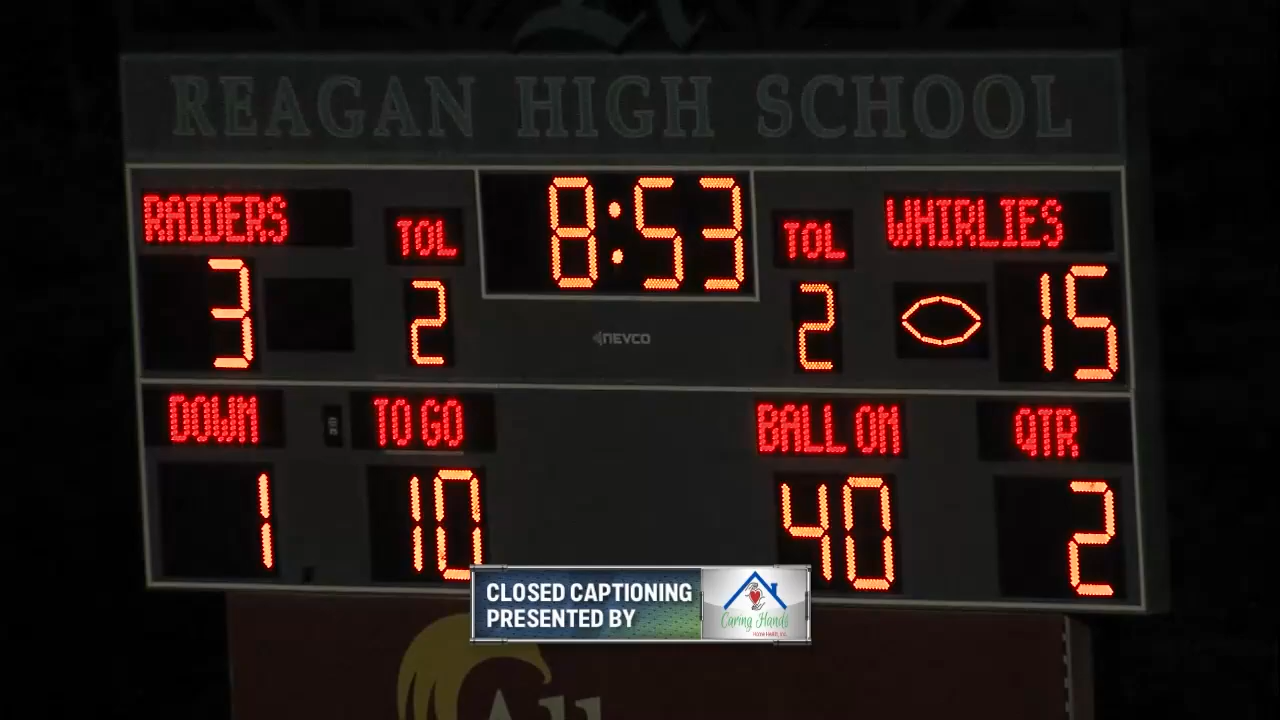 REAGAN HIGH SCHOOL
RAIDERS TOL 8:53 TOL WHIRLIES
3 2 2 15
NEVCO
DOWN TO GO BALL ON QTR
1 10 40 2
CLOSED CAPTIONING
PRESENTED BY
Caring Hands